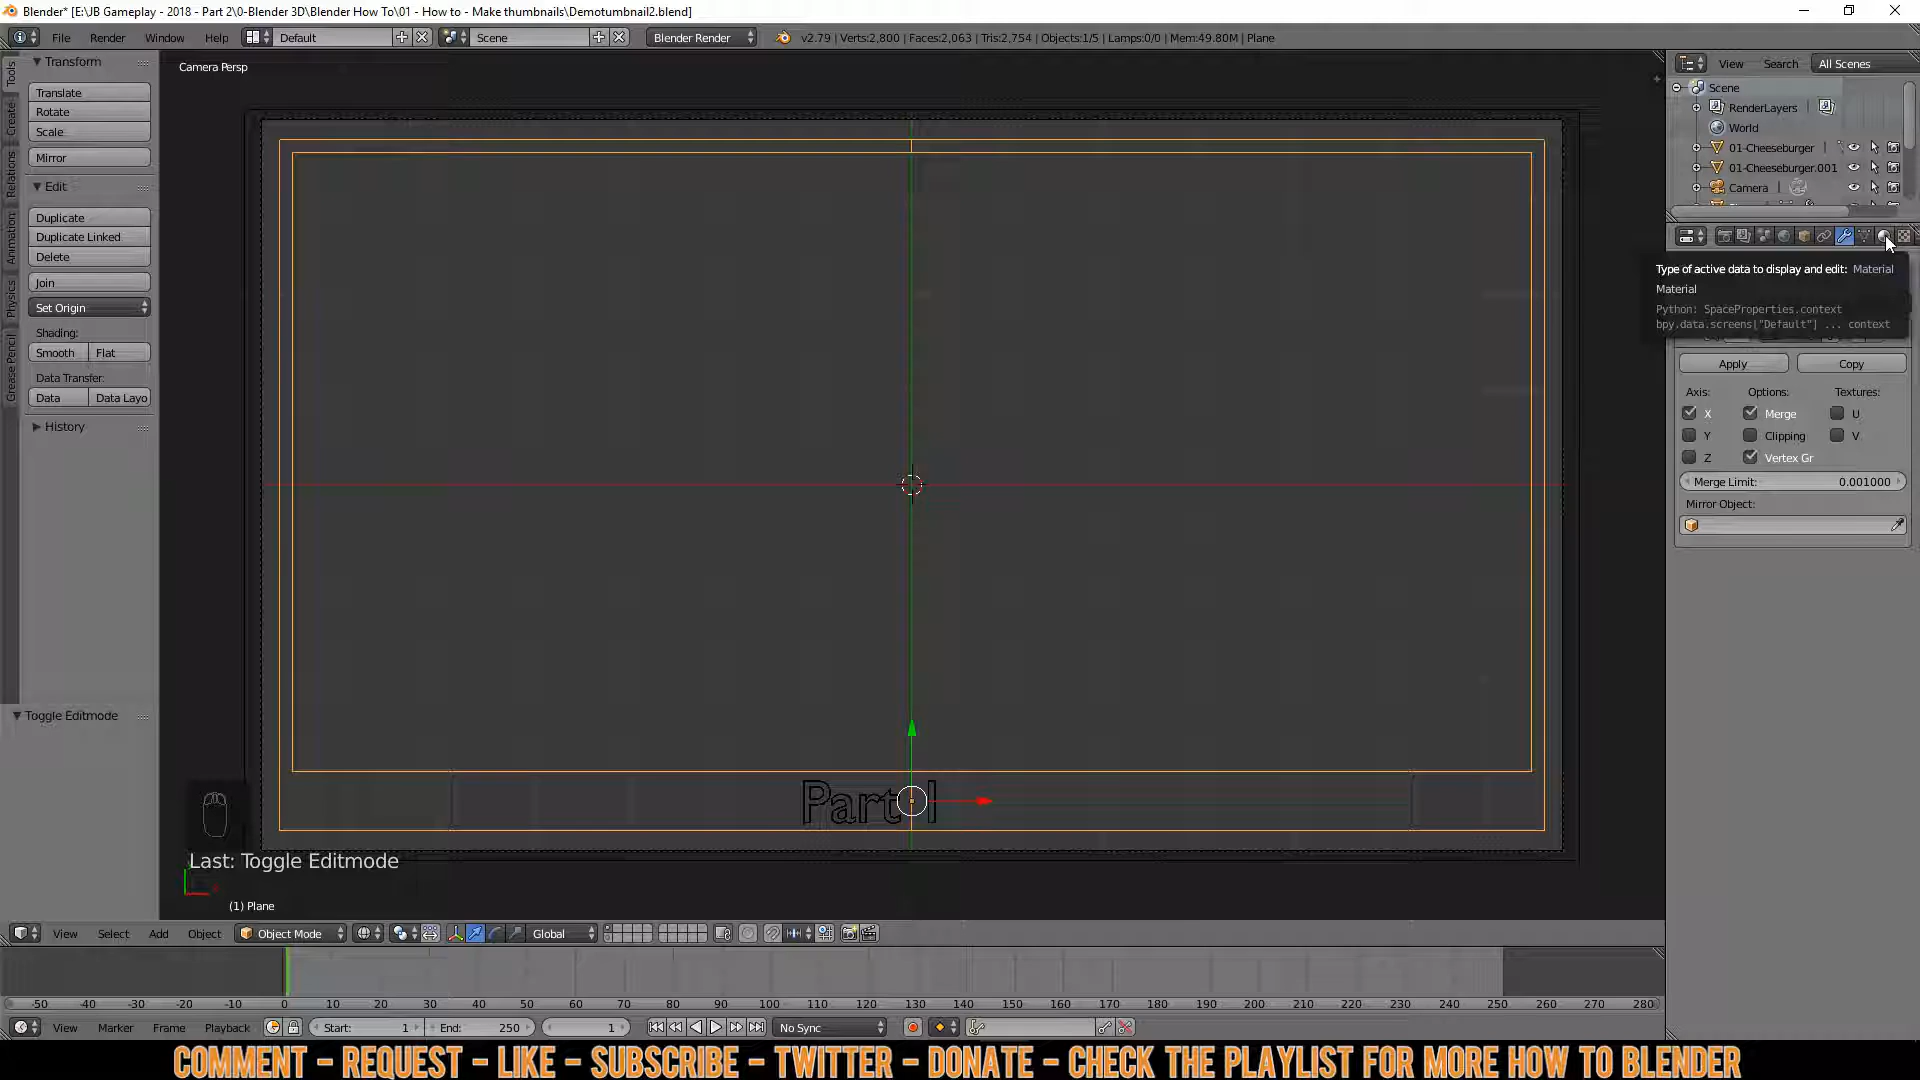 Blender* [E:\JB Gameplay - 2018 - Part 2\0-Blender 3D\Blender How To\01 - How to - Make thumbnails\Demotumbnail2.blend]
File Render Window Help Default Scene Blender Render v2.79 | Verts:2,800 | Faces:2,063 | Tris:2,754 | Objects:1/5 | Lamps:0/0 | Mem:49.80M | Plane
Tools
Create
Relations
Animation
Physics
Grease Pencil
Transform
Translate
Rotate
Scale
Mirror
Edit
Duplicate
Duplicate Linked
Delete
Join
Set Origin
Shading:
Smooth Flat
Data Transfer:
Data Data Layo
History
Toggle Editmode
Camera Persp
Part 1
Last: Toggle Editmode
(1) Plane
View Search All Scenes
Scene
RenderLayers
World
01-Cheeseburger
01-Cheeseburger.001
Camera
Type of active data to display and edit: Material
Material
Python: SpaceProperties.context
bpy.data.screens["Default"] ... context
Apply Copy
Axis: Options: Textures:
X Merge U
Y Clipping V
Z Vertex Gr
Merge Limit: 0.001000
Mirror Object:
View Select Add Object Object Mode Global
-50 -40 -30 -20 -10 0 10 20 30 40 50 60 70 80 90 100 110 120 130 140 150 160 170 180 190 200 210 220 230 240 250 260 270 280
View Marker Frame Playback Start: 1 End: 250 1 No Sync
COMMENT - REQUEST - LIKE - SUBSCRIBE - TWITTER - DONATE - CHECK THE PLAYLIST FOR MORE HOW TO BLENDER